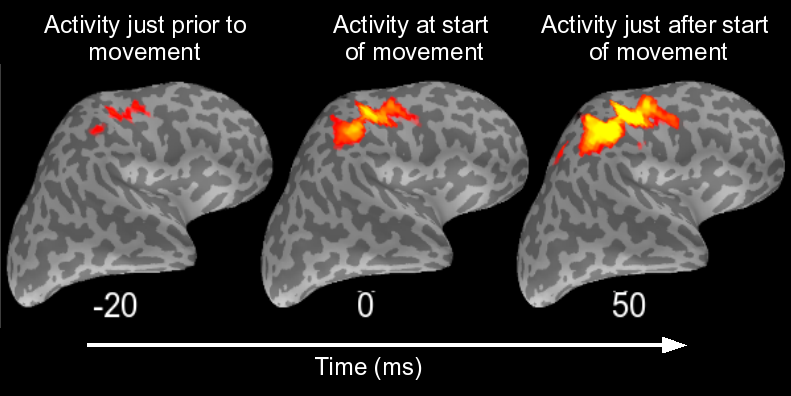 Activity just prior to
movement
Activity at start
of movement
Activity just after start
of movement
-20
0
50
Time (ms)